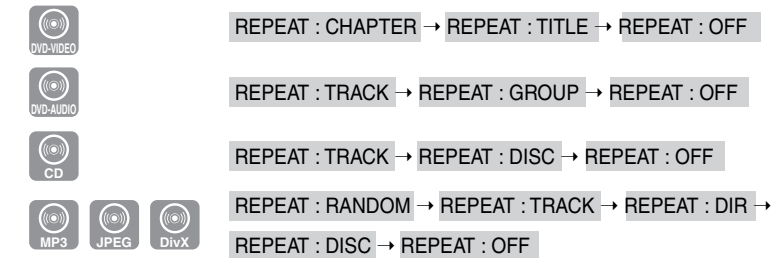 DVD-VIDEO REPEAT : CHAPTER → REPEAT : TITLE → REPEAT : OFF
DVD-AUDIO REPEAT : TRACK → REPEAT : GROUP → REPEAT : OFF
CD REPEAT : TRACK → REPEAT : DISC → REPEAT : OFF
MP3 JPEG DivX REPEAT : RANDOM → REPEAT : TRACK → REPEAT : DIR →
REPEAT : DISC → REPEAT : OFF